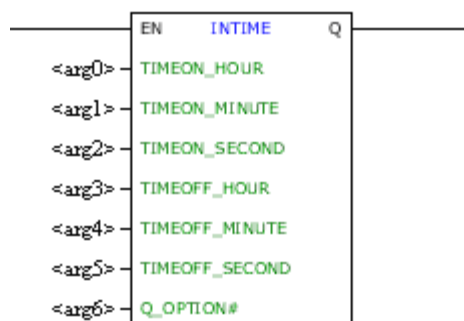 EN INTIME Q
<arg0> TIMEON_HOUR
<arg1> TIMEON_MINUTE
<arg2> TIMEON_SECOND
<arg3> TIMEOFF_HOUR
<arg4> TIMEOFF_MINUTE
<arg5> TIMEOFF_SECOND
<arg6> Q_OPTION#